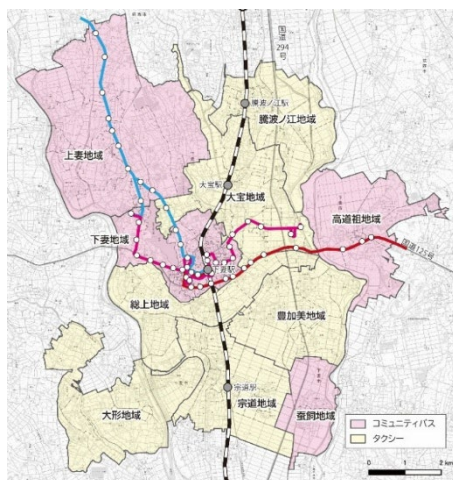 国道
294
号
騰波ノ江駅
騰波ノ江地域
上妻地域
大宝駅
大宝地域
高道祖地域
下妻地域
国道125号
下妻駅
総上地域
豊加美地域
宗道駅
大形地域
宗道地域
蚕飼地域
コミュニティバス
タクシー
0 1 2 km